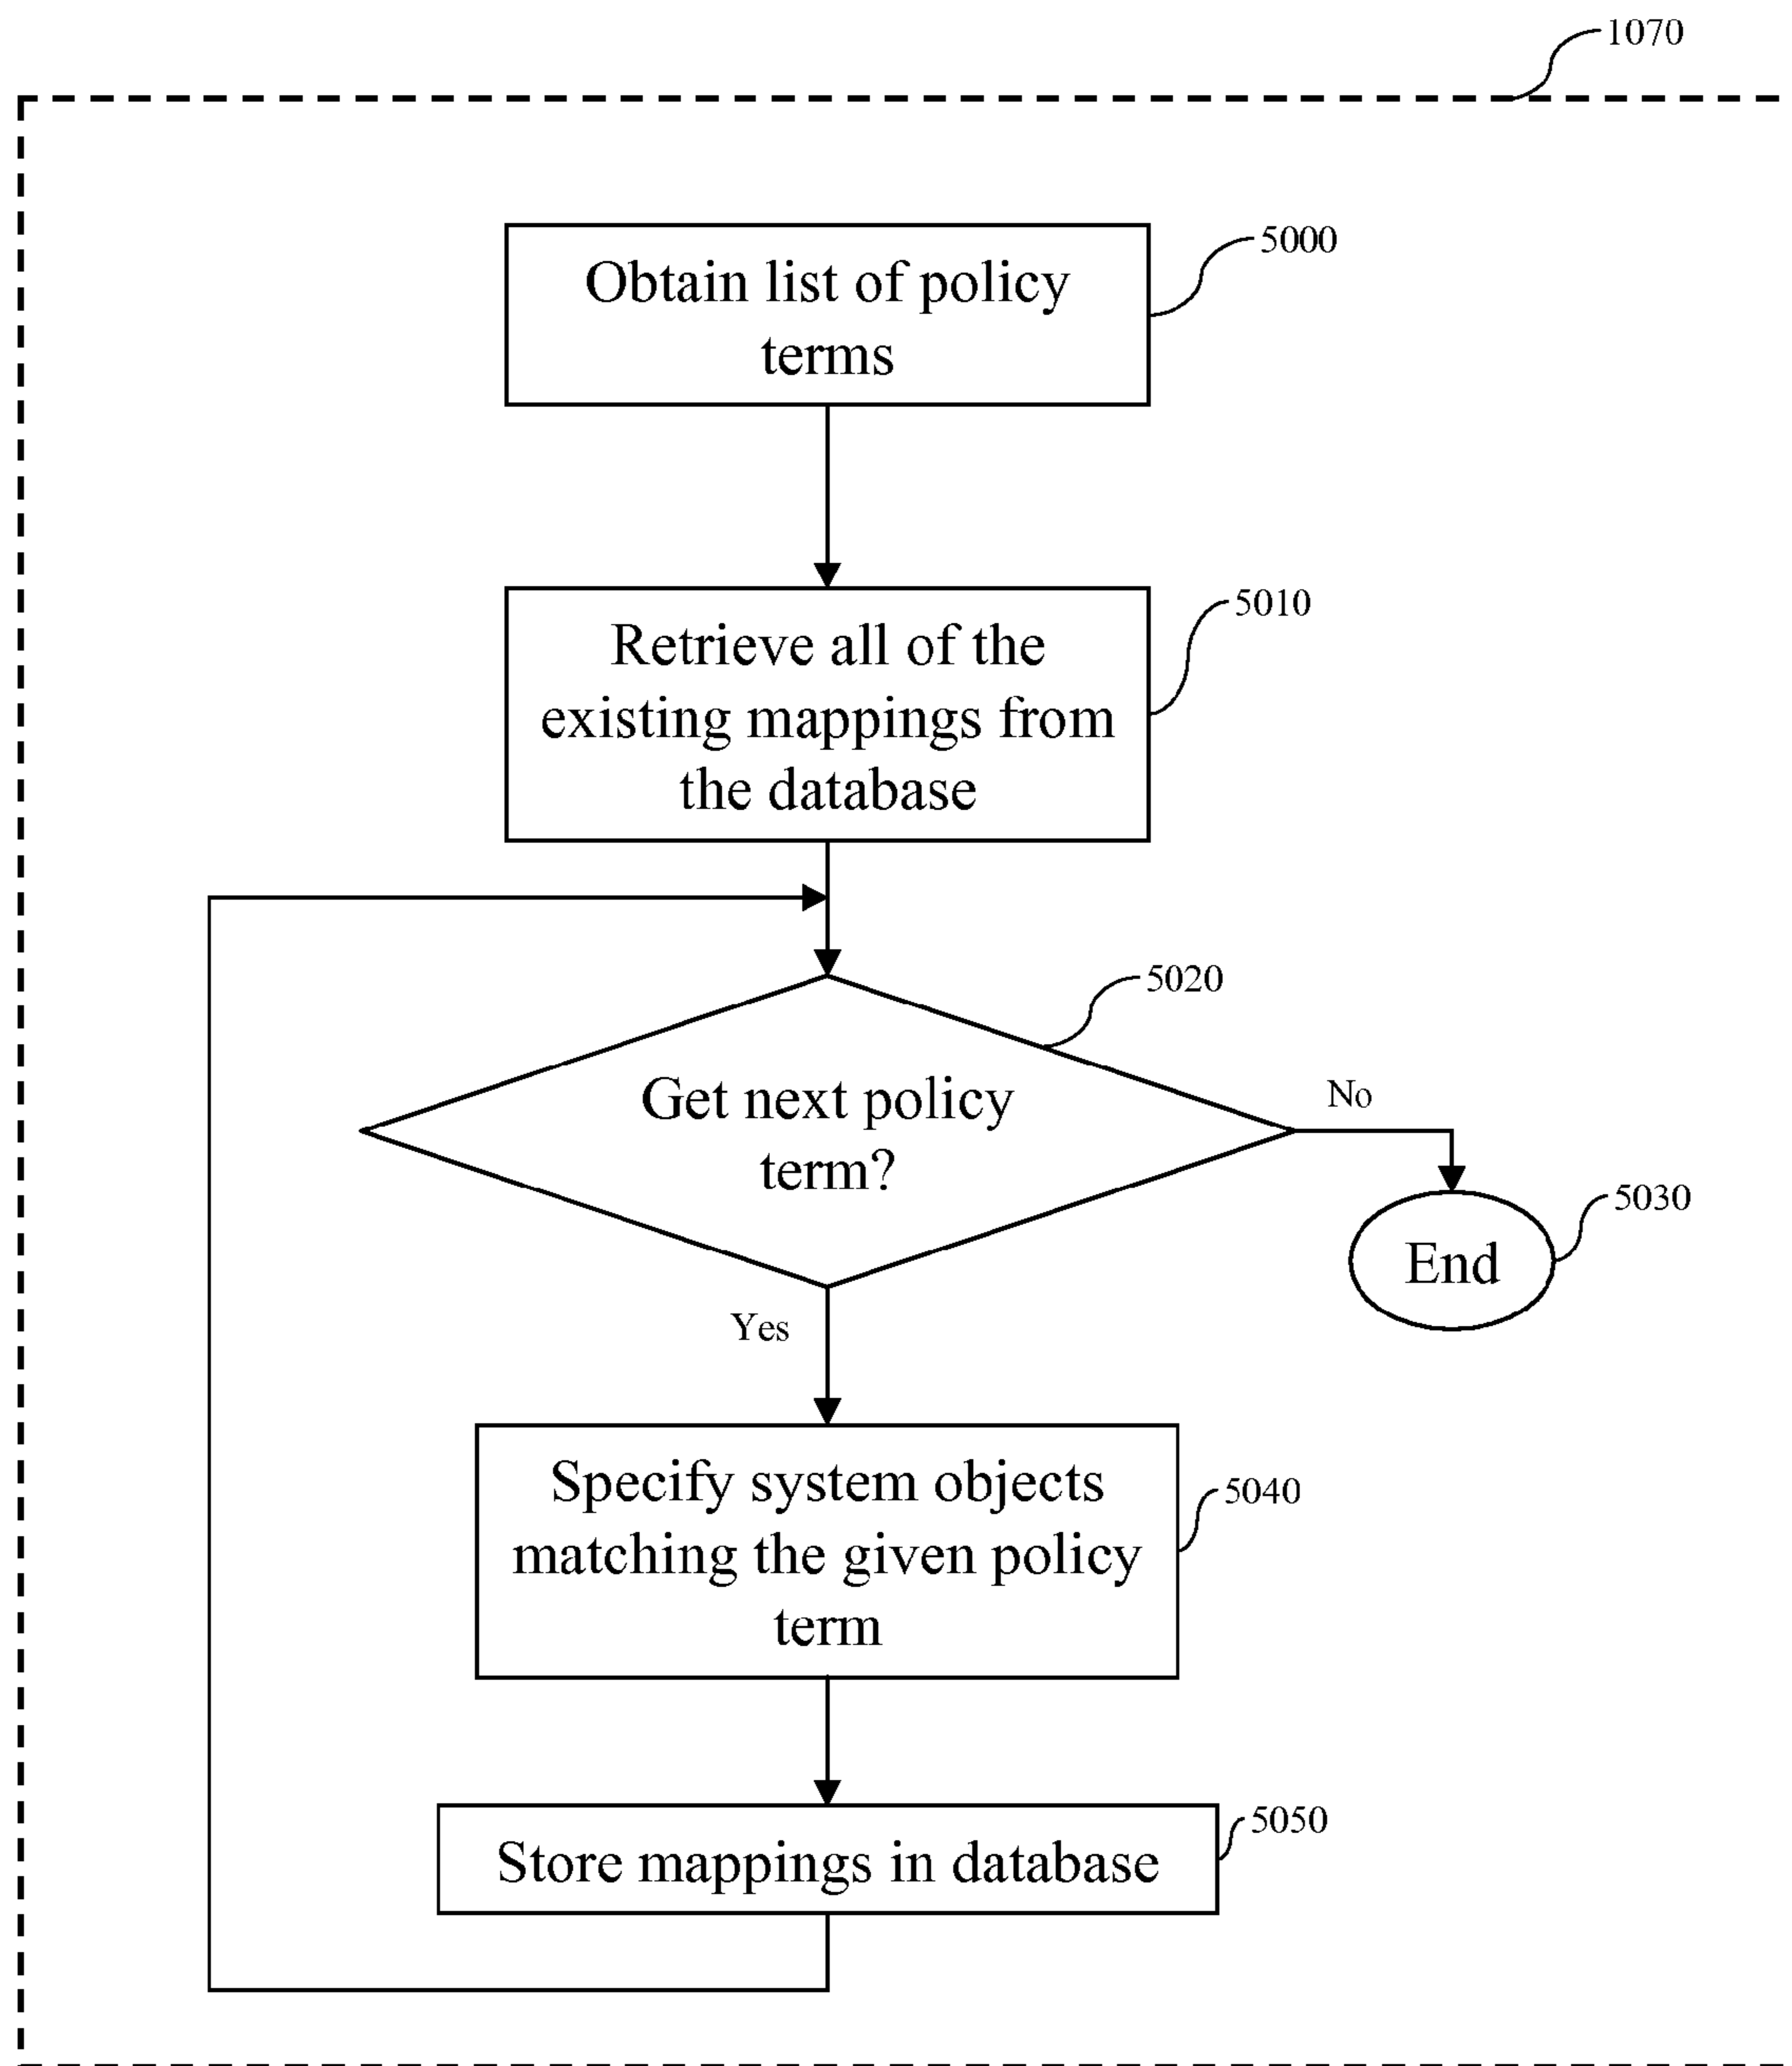 1070
Obtain list of policy
terms
5000
Retrieve all of the
existing mappings from
the database
5010
5020
Get next policy
term?
No
End
5030
Yes
Specify system objects
matching the given policy
term
5040
Store mappings in database
5050